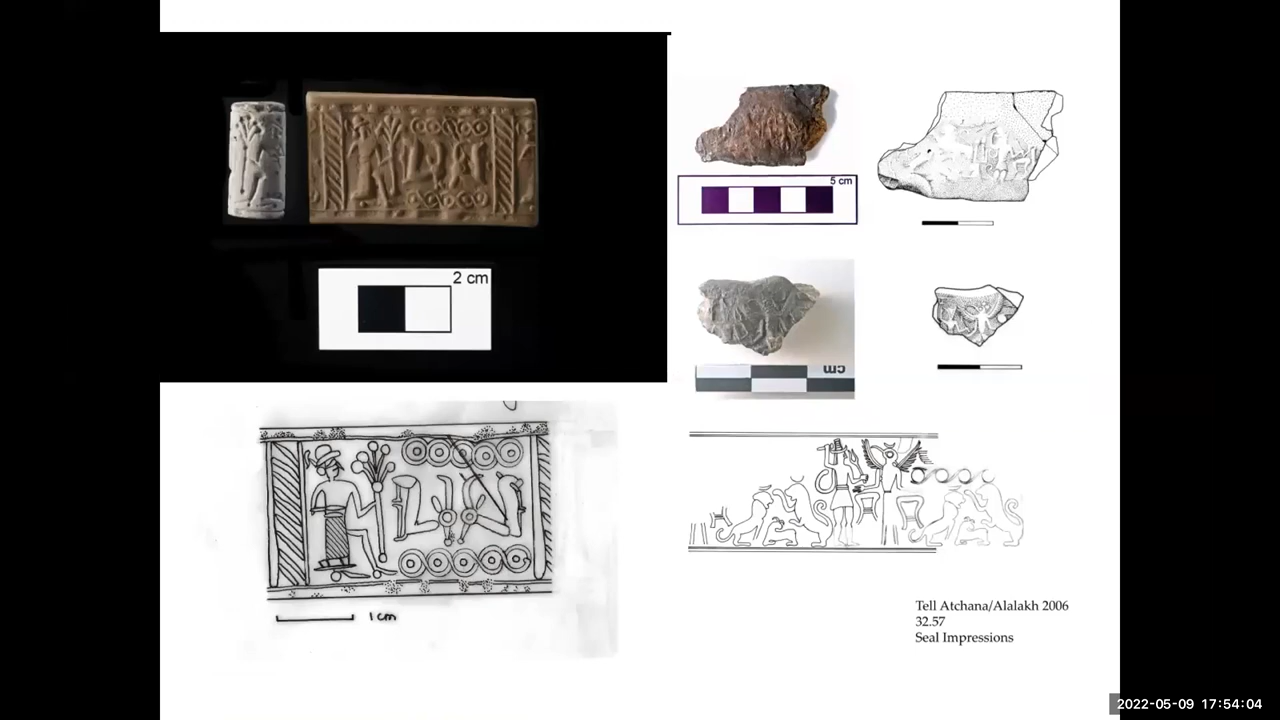 2 cm
5 cm
cm
1 cm
Tell Atchana/Alalakh 2006
32.57
Seal Impressions
2022-05-09 17:54:04